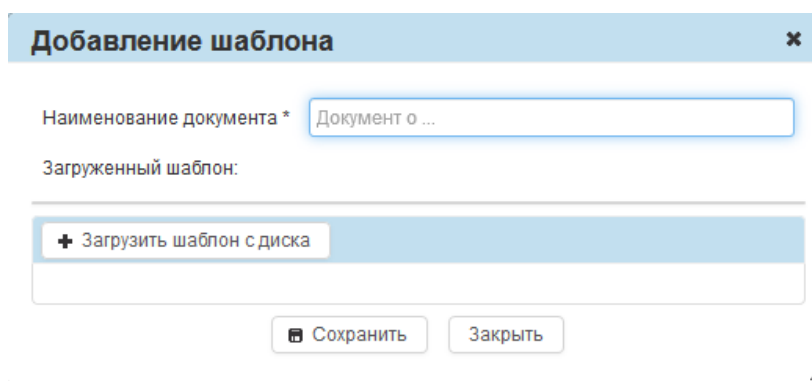 Добавление шаблона
Наименование документа * Документ о ...
Загруженный шаблон:
Загрузить шаблон с диска
Сохранить Закрыть